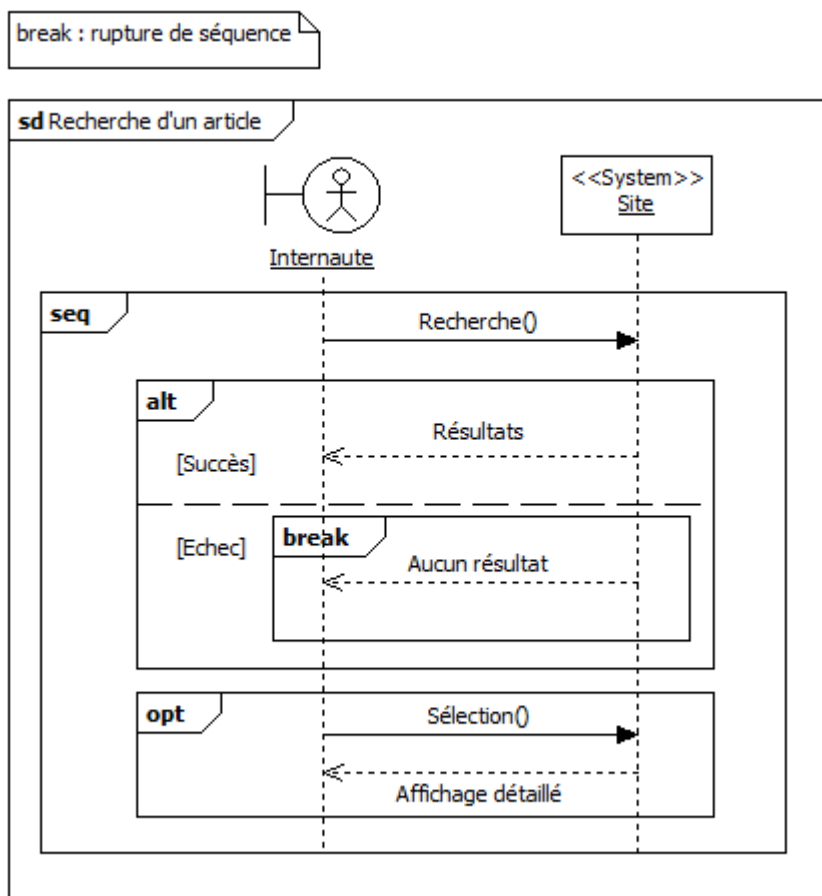 break : rupture de séquence
sd Recherche d'un article
<<System>>
Site
Internaute
seq
Recherche()
alt
Résultats
[Succès]
break
[Echec]
Aucun résultat
opt
Sélection()
Affichage détaillé